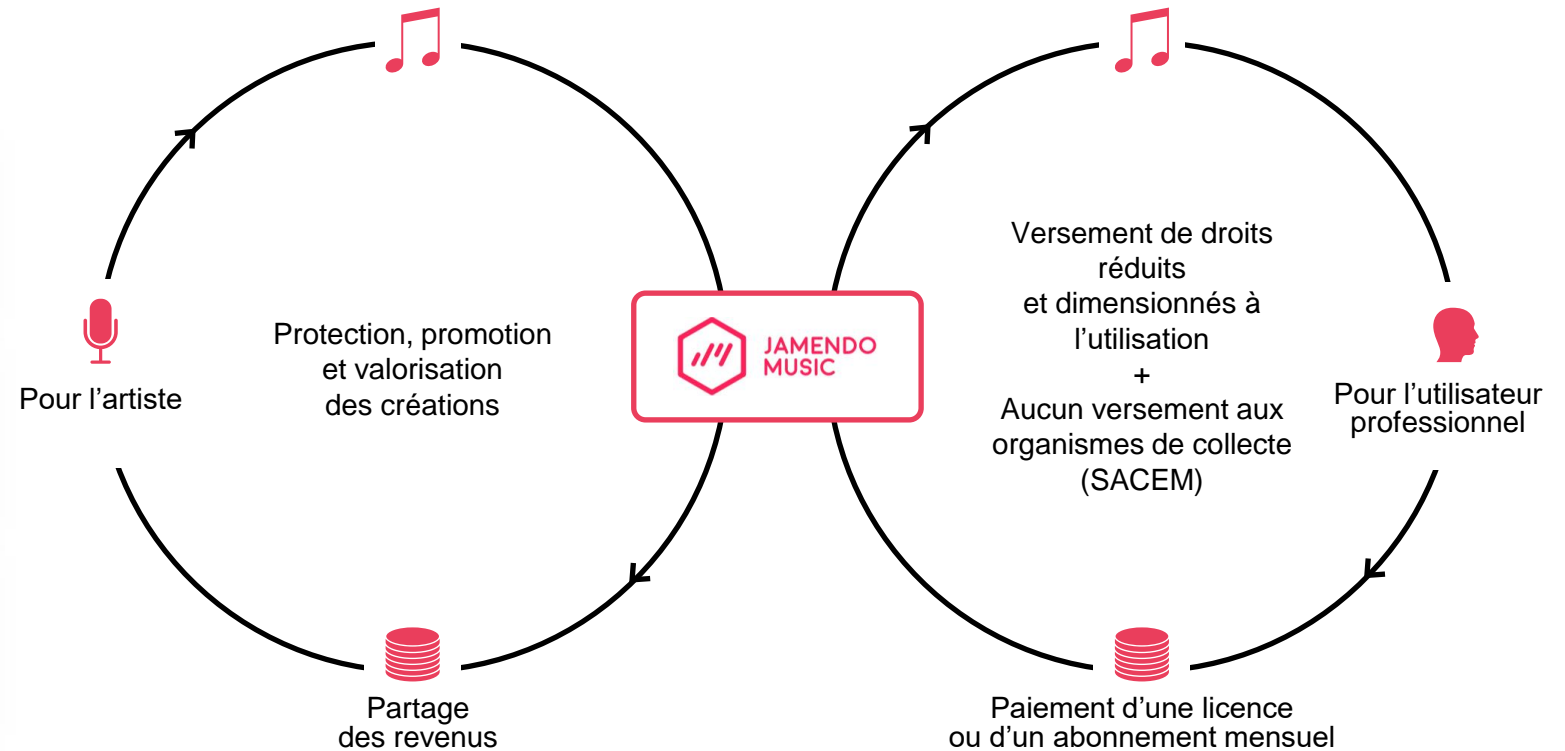 Pour l’artiste
Protection, promotion
et valorisation
des créations
Partage
des revenus
JAMENDO
MUSIC
Versement de droits
réduits
et dimensionnés à
l’utilisation
+
Aucun versement aux
organismes de collecte
(SACEM)
Pour l’utilisateur
professionnel
Paiement d’une licence
ou d’un abonnement mensuel